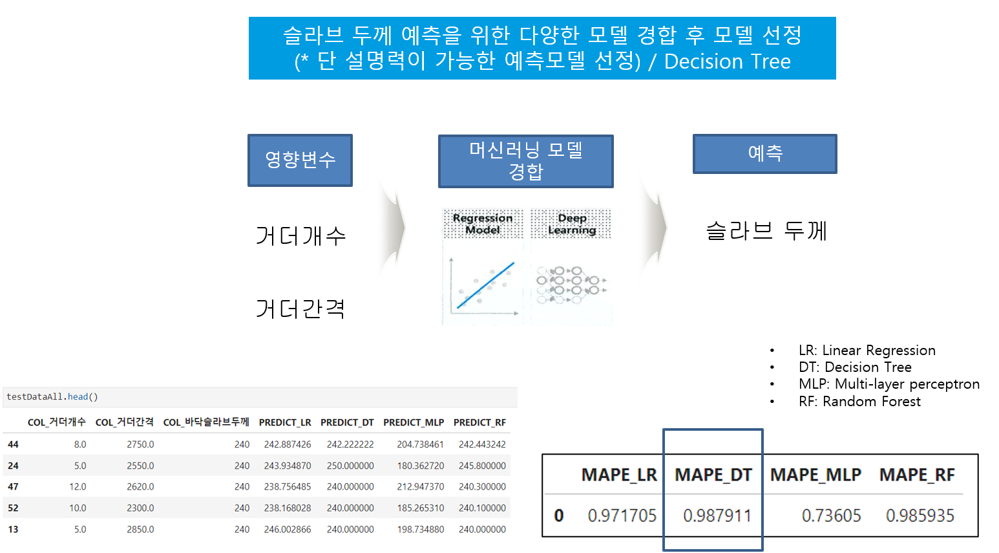 슬라브 두께 예측을 위한 다양한 모델 경합 후 모델 선정
(* 단 설명력이 가능한 예측모델 선정) / Decision Tree
영향변수
머신러닝 모델
경합
예측
거더개수
거더간격
Regression
Model
Deep
Learning
슬라브 두께
• LR: Linear Regression
• DT: Decision Tree
• MLP: Multi-layer perceptron
• RF: Random Forest
testDataAll.head()
COL_거더개수 COL_거더간격 COL_바닥슬라브두께 PREDICT_LR PREDICT_DT PREDICT_MLP PREDICT_RF
44 8.0 2750.0 240 242.887426 242.222222 204.738461 242.443242
24 5.0 2550.0 240 243.934870 250.000000 180.362720 245.800000
47 12.0 2620.0 240 238.756485 240.000000 212.947370 240.300000
52 10.0 2300.0 240 238.168028 240.000000 185.265310 240.100000
13 5.0 2850.0 240 246.002866 240.000000 198.734880 240.000000
MAPE_LR MAPE_DT MAPE_MLP MAPE_RF
0 0.971705 0.987911 0.73605 0.985935